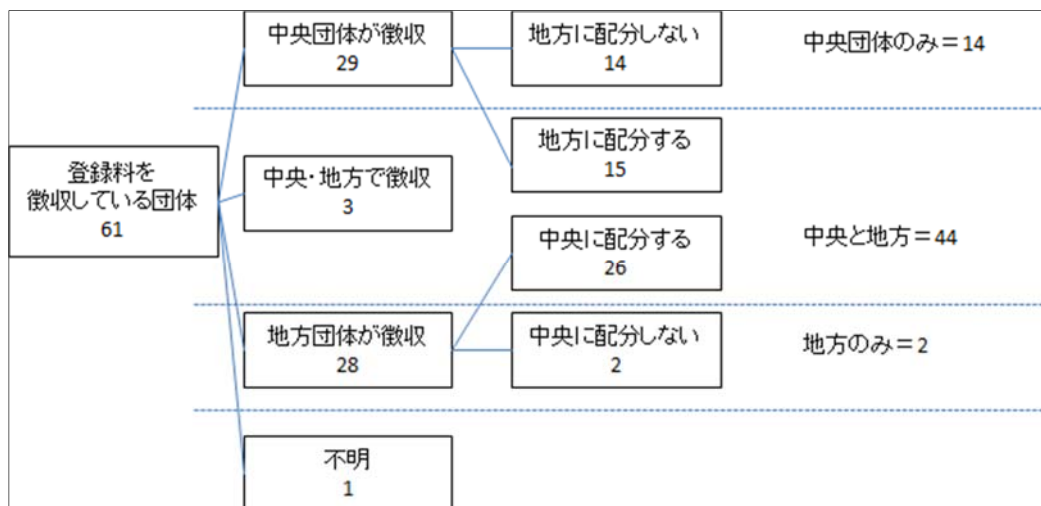 登録料を
徴収している団体
61
中央団体が徴収
29
地方に配分しない
14
中央団体のみ＝14
地方に配分する
15
中央・地方で徴収
3
中央に配分する
26
中央と地方＝44
地方団体が徴収
28
中央に配分しない
2
地方のみ＝2
不明
1